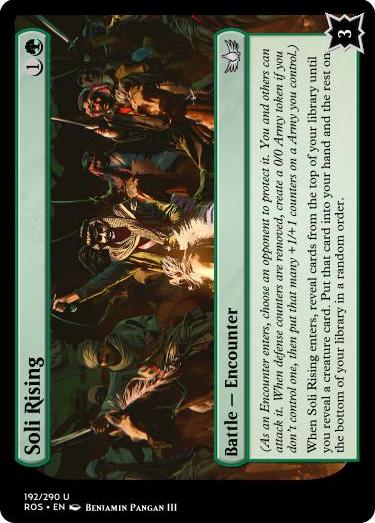 Soli Rising 1
Battle – Encounter
(As an Encounter enters, choose an opponent to protect it. You and others can
attack it. When defense counters are removed, create a 0/0 Army token if you
don't control one, then put that many +1/+1 counters on a Army you control.)
When Soli Rising enters, reveal cards from the top of your library until
you reveal a creature card. Put that card into your hand and the rest on
the bottom of your library in a random order.
3
192/290 U
ROS • EN Benjamin Pangan III